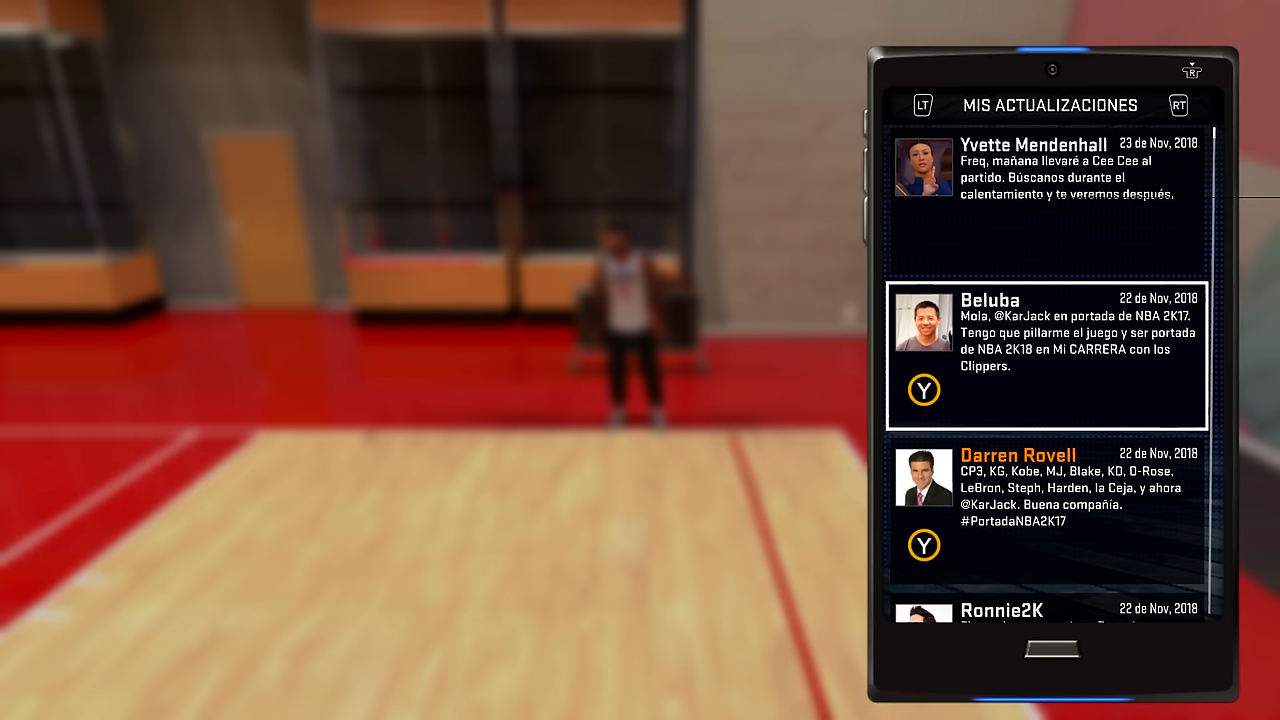 R
LT MIS ACTUALIZACIONES RT
Yvette Mendenhall 23 de Nov, 2018
Freq, mañana llevaré a Cee Cee al
partido. Búscanos durante el
calentamiento y te veremos después.
Beluba 22 de Nov, 2018
Mola, @KarJack en portada de NBA 2K17.
Tengo que pillarme el juego y ser portada
de NBA 2K18 en Mi CARRERA con los
Clippers.
Y
Darren Rovell 22 de Nov, 2018
CP3, KG, Kobe, MJ, Blake, KD, D-Rose,
LeBron, Steph, Harden, la Ceja, y ahora
@KarJack. Buena compañía.
#PortadaNBA2K17
Y
Ronnie2K 22 de Nov, 2018